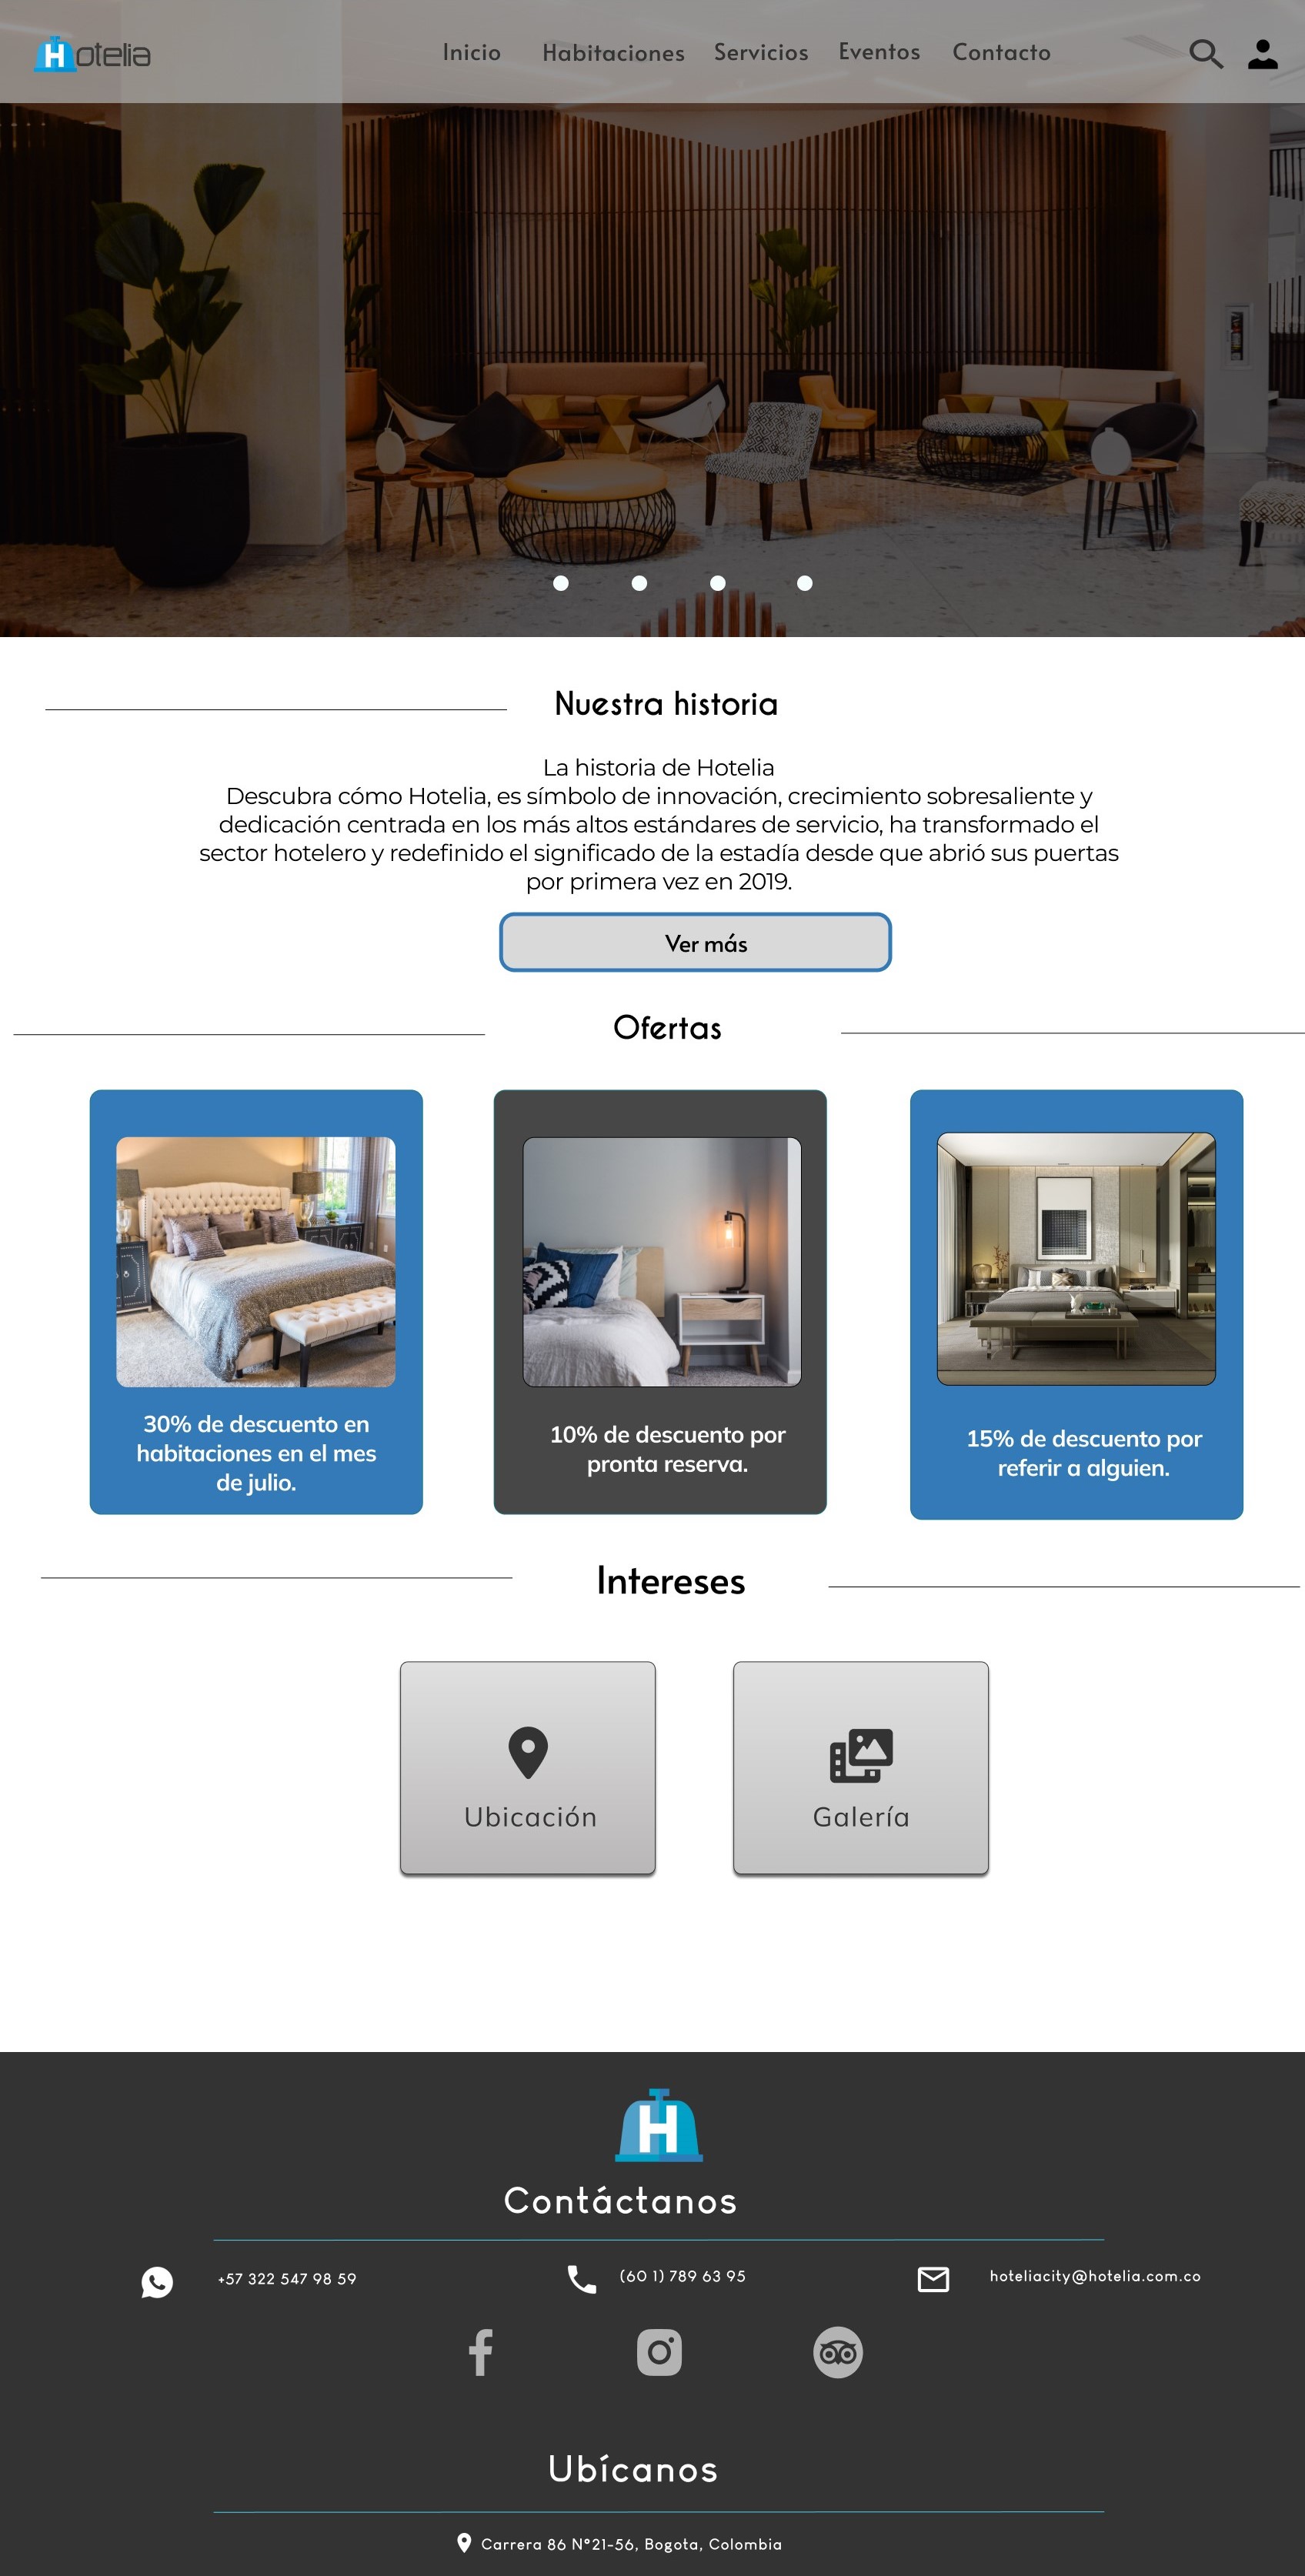 Hotelia
Inicio Habitaciones Servicios Eventos Contacto
Nuestra historia
La historia de Hotelia
Descubra cómo Hotelia, es símbolo de innovación, crecimiento sobresaliente y
dedicación centrada en los más altos estándares de servicio, ha transformado el
sector hotelero y redefinido el significado de la estadía desde que abrió sus puertas
por primera vez en 2019.
Ver más
Ofertas
30% de descuento en
habitaciones en el mes
de julio.
10% de descuento por
pronta reserva.
15% de descuento por
referir a alguien.
Intereses
Ubicación
Galería
H
Contáctanos
+57 322 547 98 59
(60 1) 789 63 95
hoteliacity@hotelia.com.co
Ubícanos
Carrera 86 N°21-56, Bogota, Colombia